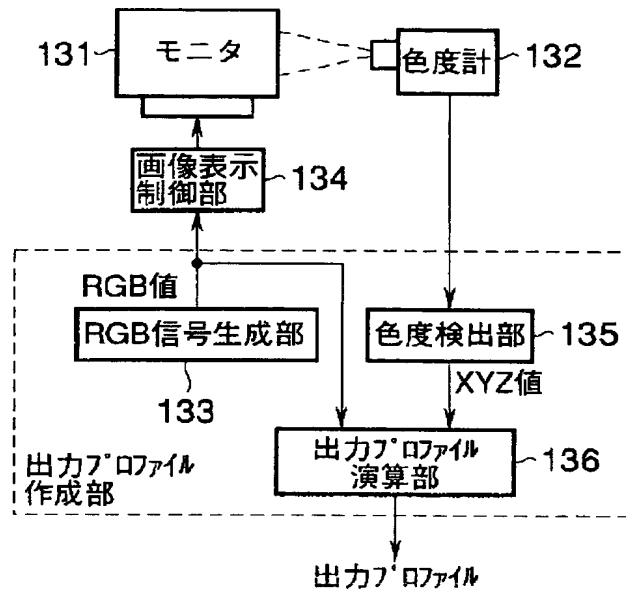 131
モニタ
色度計
132
画像表示
制御部
134
RGB値
RGB信号生成部
133
色度検出部
135
XYZ値
出力プロファイル
演算部
136
出力プロファイル
作成部
出力プロファイル